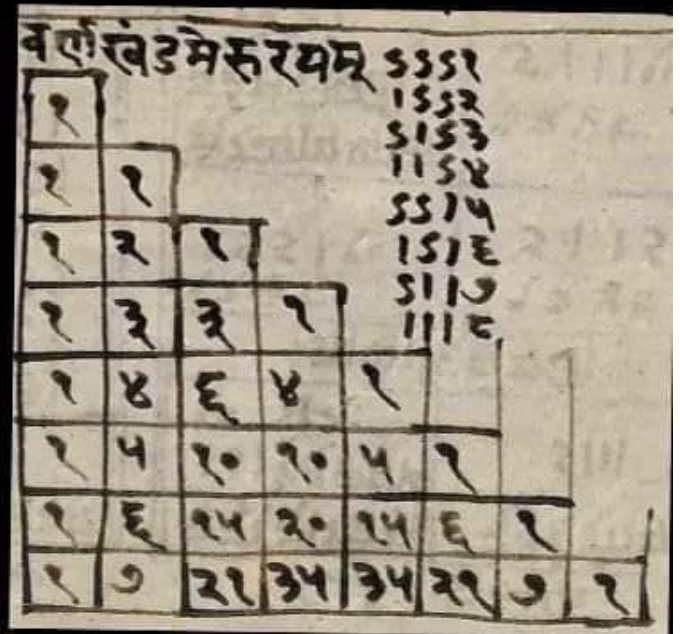 वर्णखंडमेरुरयम्
ऽऽऽ१
।ऽऽ२
ऽ।ऽ३
।।ऽ४
ऽऽ।५
।ऽ।६
ऽ।।७
।।।८
१
१ १
१ २ १
१ ३ ३ १
१ ४ ६ ४ १
१ ५ १० १० ५ १
१ ६ १५ २० १५ ६ १
१ ७ २१ ३५ ३५ २१ ७ १